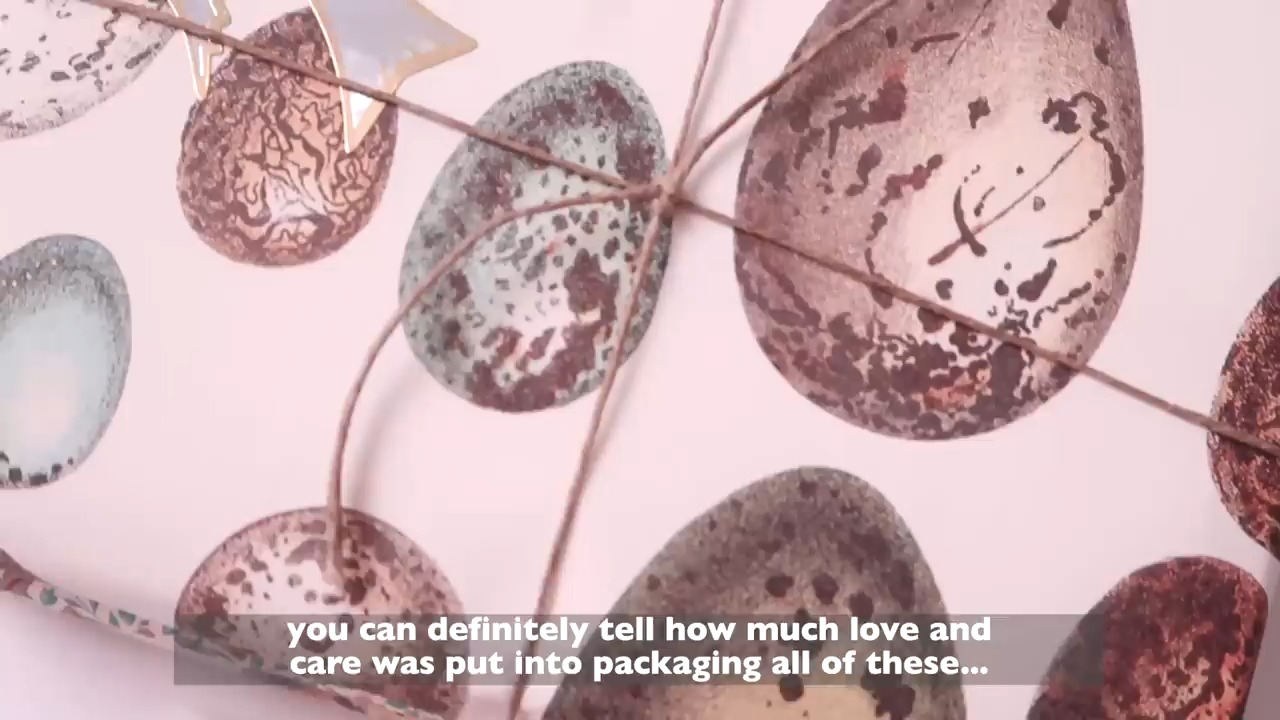 you can definitely tell how much love and
care was put into packaging all of these...